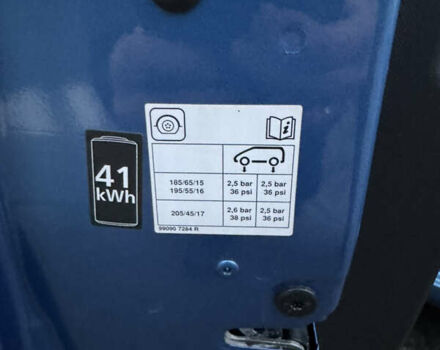 41
kWh
i
185/65/15
195/55/16
2,5 bar
36 psi
2,5 bar
36 psi
205/45/17
2,6 bar
38 psi
2,5 bar
36 psi
99090 7284 R